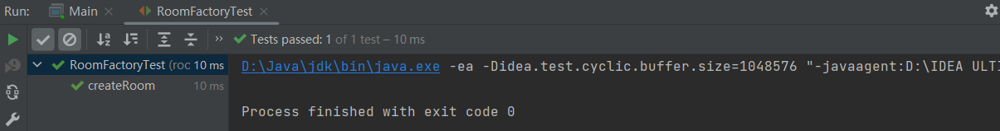 Run: Main × RoomFactoryTest ×
» Tests passed: 1 of 1 test – 10 ms
RoomFactoryTest (roc 10 ms
createRoom 10 ms
D:\Java\jdk\bin\java.exe -ea -Didea.test.cyclic.buffer.size=1048576 "-javaagent:D:\IDEA ULTI
Process finished with exit code 0